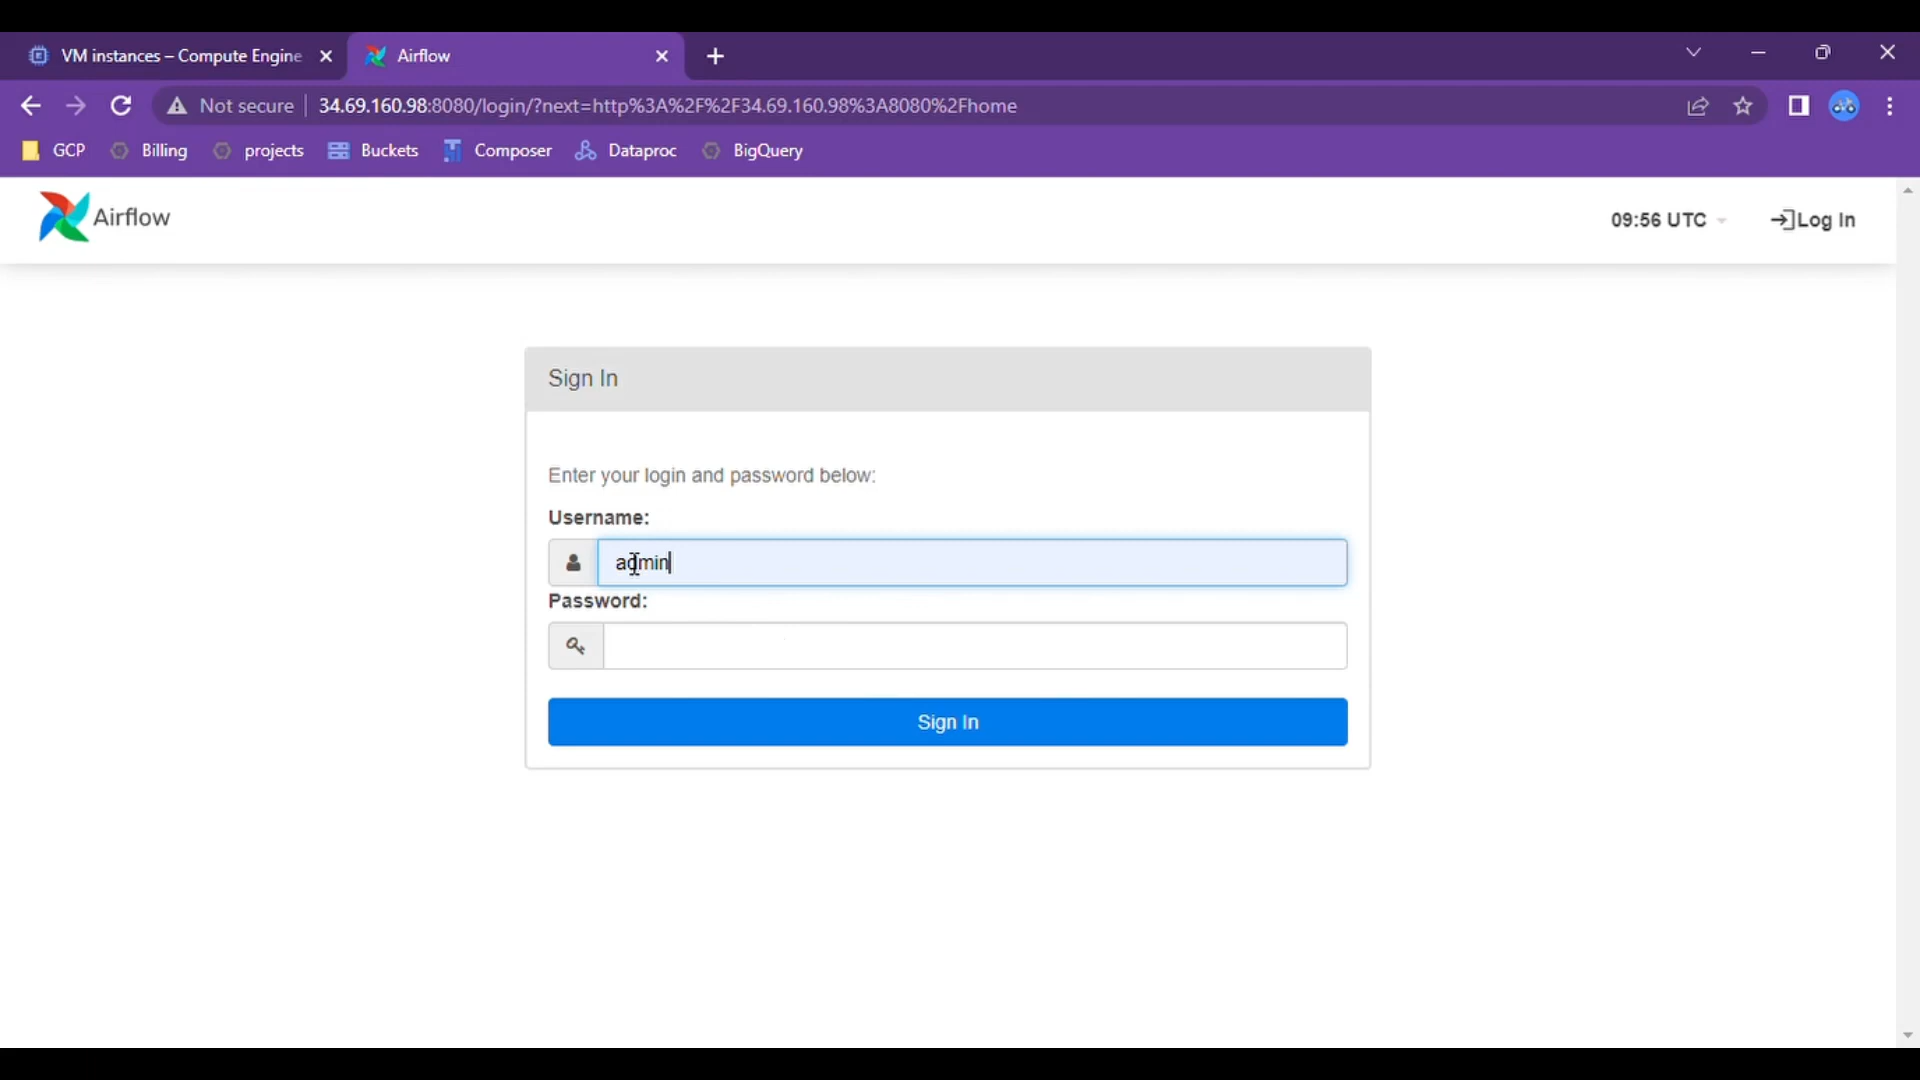 VM instances – Compute Engine
Airflow
Not secure 34.69.160.98:8080/login/?next=http%3A%2F%2F34.69.160.98%3A8080%2Fhome
GCP Billing projects Buckets Composer Dataproc BigQuery
Airflow 09:56 UTC Log In
Sign In
Enter your login and password below:
Username:
admin
Password:
Sign In